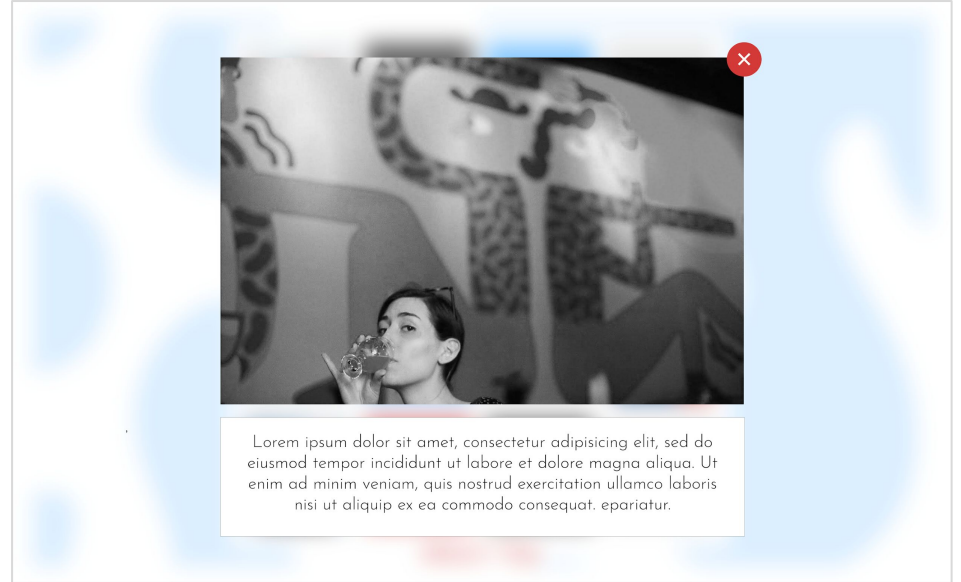 Lorem ipsum dolor sit amet, consectetur adipisicing elit, sed do
eiusmod tempor incididunt ut labore et dolore magna aliqua. Ut
enim ad minim veniam, quis nostrud exercitation ullamco laboris
nisi ut aliquip ex ea commodo consequat. epariatur.